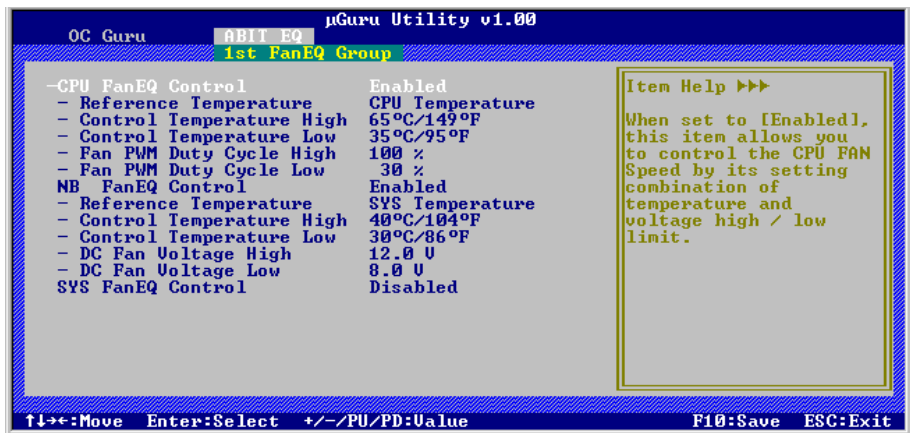 µGuru Utility v1.00
OC Guru ABIT EQ
1st FanEQ Group
-CPU FanEQ Control Enabled
- Reference Temperature CPU Temperature
- Control Temperature High 65ºC/149ºF
- Control Temperature Low 35ºC/95ºF
- Fan PWM Duty Cycle High 100 %
- Fan PWM Duty Cycle Low 30 %
NB FanEQ Control Enabled
- Reference Temperature SYS Temperature
- Control Temperature High 40ºC/104ºF
- Control Temperature Low 30ºC/86ºF
- DC Fan Voltage High 12.0 V
- DC Fan Voltage Low 8.0 V
SYS FanEQ Control Disabled
Item Help ▶▶▶
When set to [Enabled],
this item allows you
to control the CPU FAN
Speed by its setting
combination of
temperature and
voltage high / low
limit.
↑↓→←:Move Enter:Select +/-/PU/PD:Value F10:Save ESC:Exit